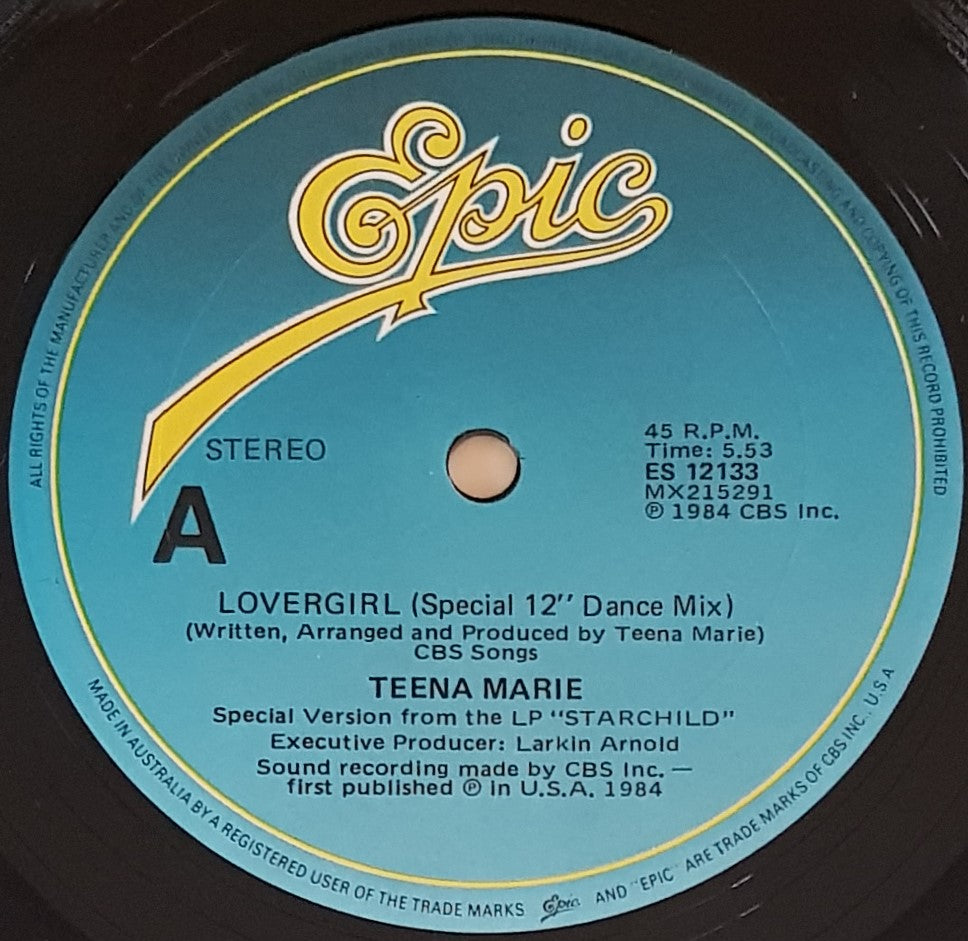 Epic
STEREO
A
45 R.P.M.
Time: 5.53
ES 12133
MX215291
℗ 1984 CBS Inc.
LOVERGIRL (Special 12″ Dance Mix)
(Written, Arranged and Produced by Teena Marie)
CBS Songs
TEENA MARIE
Special Version from the LP "STARCHILD"
Executive Producer: Larkin Arnold
Sound recording made by CBS Inc. —
first published ℗ in U.S.A. 1984
ALL RIGHTS OF THE MANUFACTURER AND OF THE
BROADCASTING AND COPYING OF THIS RECORD PROHIBITED
MADE IN AUSTRALIA BY A REGISTERED USER OF THE TRADE MARKS Epic AND "EPIC" ARE TRADE MARKS OF CBS INC., U.S.A